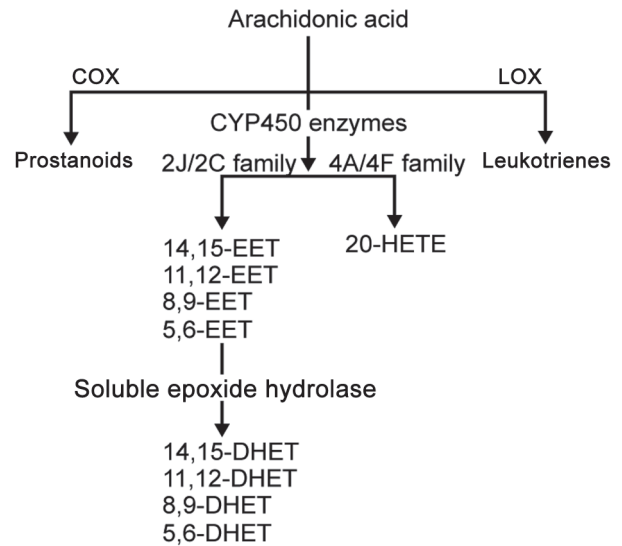 Arachidonic acid
COX
LOX
CYP450 enzymes
Prostanoids
2J/2C family
4A/4F family
Leukotrienes
14,15-EET
11,12-EET
8,9-EET
5,6-EET
20-HETE
Soluble epoxide hydrolase
14,15-DHET
11,12-DHET
8,9-DHET
5,6-DHET